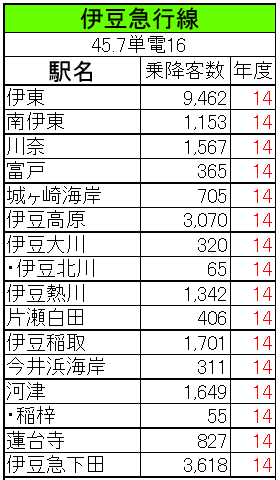 伊豆急行線
45.7単電16
駅名 乗降客数 年度
伊東 9,462 14
南伊東 1,153 14
川奈 1,567 14
富戸 365 14
城ヶ崎海岸 705 14
伊豆高原 3,070 14
伊豆大川 320 14
・伊豆北川 65 14
伊豆熱川 1,342 14
片瀬白田 406 14
伊豆稲取 1,701 14
今井浜海岸 311 14
河津 1,649 14
・稲梓 55 14
蓮台寺 827 14
伊豆急下田 3,618 14